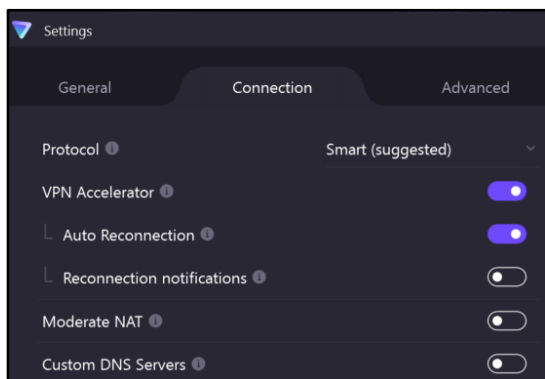 Settings
General Connection Advanced
Protocol Smart (suggested)
VPN Accelerator
Auto Reconnection
Reconnection notifications
Moderate NAT
Custom DNS Servers